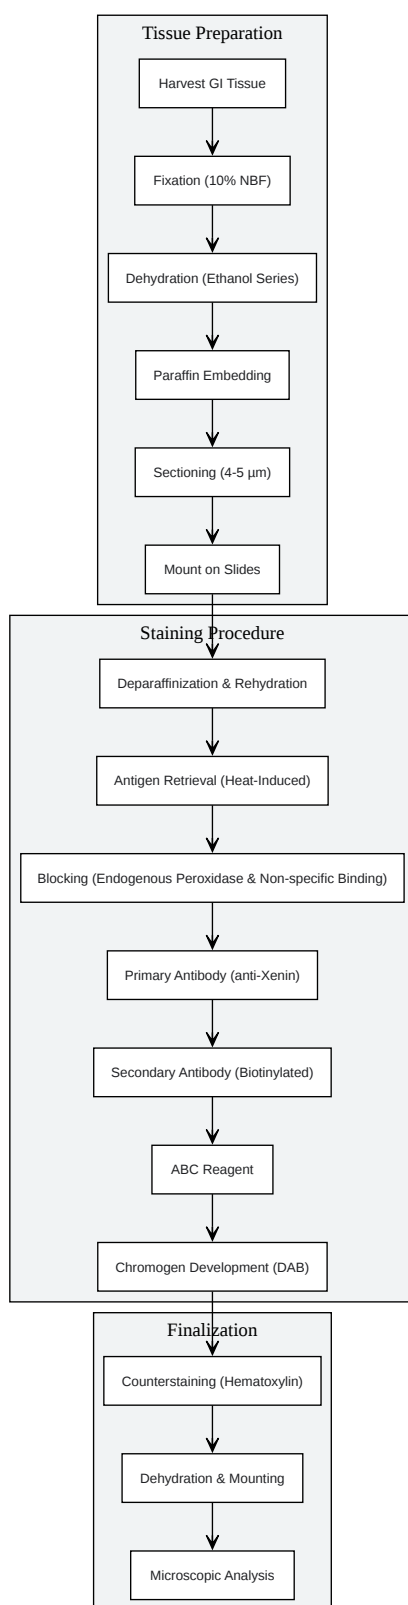 Tissue Preparation
Harvest GI Tissue
Fixation (10% NBF)
Dehydration (Ethanol Series)
Paraffin Embedding
Sectioning (4-5 µm)
Mount on Slides
Staining Procedure
Deparaffinization & Rehydration
Antigen Retrieval (Heat-Induced)
Blocking (Endogenous Peroxidase & Non-specific Binding)
Primary Antibody (anti-Xenin)
Secondary Antibody (Biotinylated)
ABC Reagent
Chromogen Development (DAB)
Finalization
Counterstaining (Hematoxylin)
Dehydration & Mounting
Microscopic Analysis